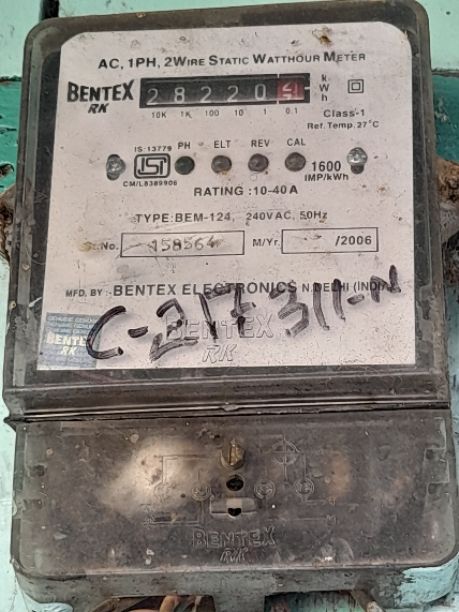 AC, 1PH, 2WIRE STATIC WATTHOUR METER
BENTEX
RK
28220
kWh
10K 1K 100 10 1 0.1
Class-1
Ref. Temp. 27°C
IS:13779
PH ELT REV CAL
ISI
CM/L8389906
1600
IMP/kWh
RATING :10-40 A
TYPE: BEM-124, 240V AC, 50Hz
Sr.No. 158564 M/Yr. /2006
MFD. BY :- BENTEX ELECTRONICS N.DELHI (INDIA)
C-217 311-N
BENTEX
RK
BENTEX
RK
BENTEX
RK